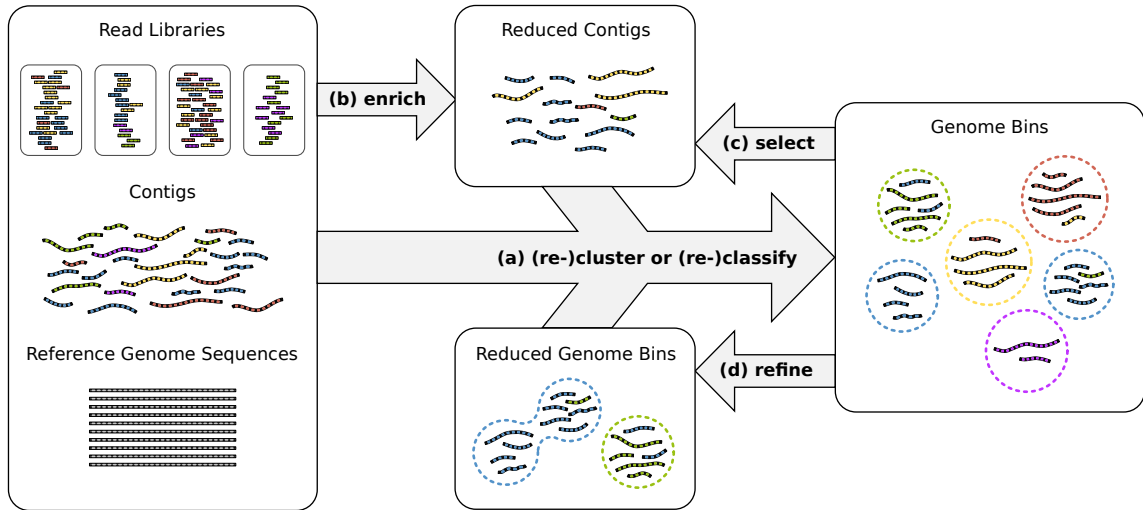 Read Libraries
Contigs
Reference Genome Sequences
(b) enrich
Reduced Contigs
(c) select
Genome Bins
(a) (re-)cluster or (re-)classify
Reduced Genome Bins
(d) refine